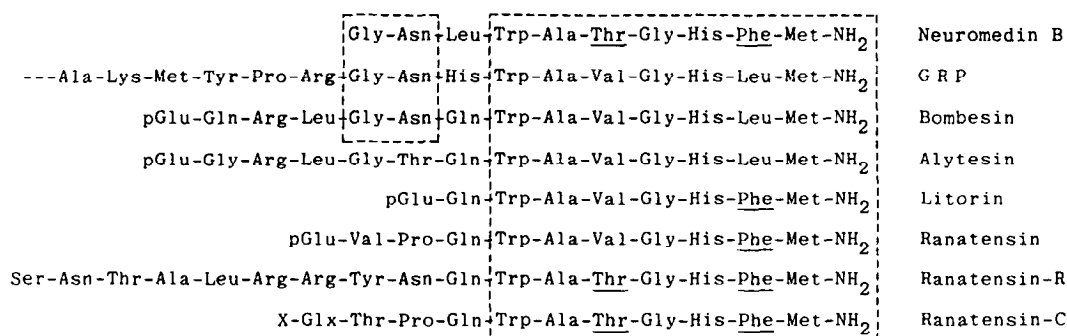 Gly-Asn-Leu-Trp-Ala-Thr-Gly-His-Phe-Met-NH2 Neuromedin B
---Ala-Lys-Met-Tyr-Pro-Arg-Gly-Asn-His-Trp-Ala-Val-Gly-His-Leu-Met-NH2 GRP
pGlu-Gln-Arg-Leu-Gly-Asn-Gln-Trp-Ala-Val-Gly-His-Leu-Met-NH2 Bombesin
pGlu-Gly-Arg-Leu-Gly-Thr-Gln-Trp-Ala-Val-Gly-His-Leu-Met-NH2 Alytesin
pGlu-Gln-Trp-Ala-Val-Gly-His-Phe-Met-NH2 Litorin
pGlu-Val-Pro-Gln-Trp-Ala-Val-Gly-His-Phe-Met-NH2 Ranatensin
Ser-Asn-Thr-Ala-Leu-Arg-Arg-Tyr-Asn-Gln-Trp-Ala-Thr-Gly-His-Phe-Met-NH2 Ranatensin-R
X-Glx-Thr-Pro-Gln-Trp-Ala-Thr-Gly-His-Phe-Met-NH2 Ranatensin-C